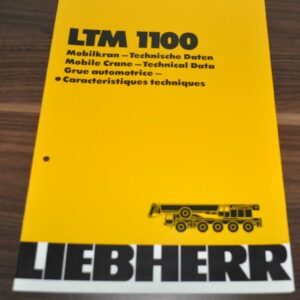 LTM 1100
Mobilkran – Technische Daten
Mobile Crane – Technical Data
Grue automotrice –
Caractéristiques techniques
LIEBHERR